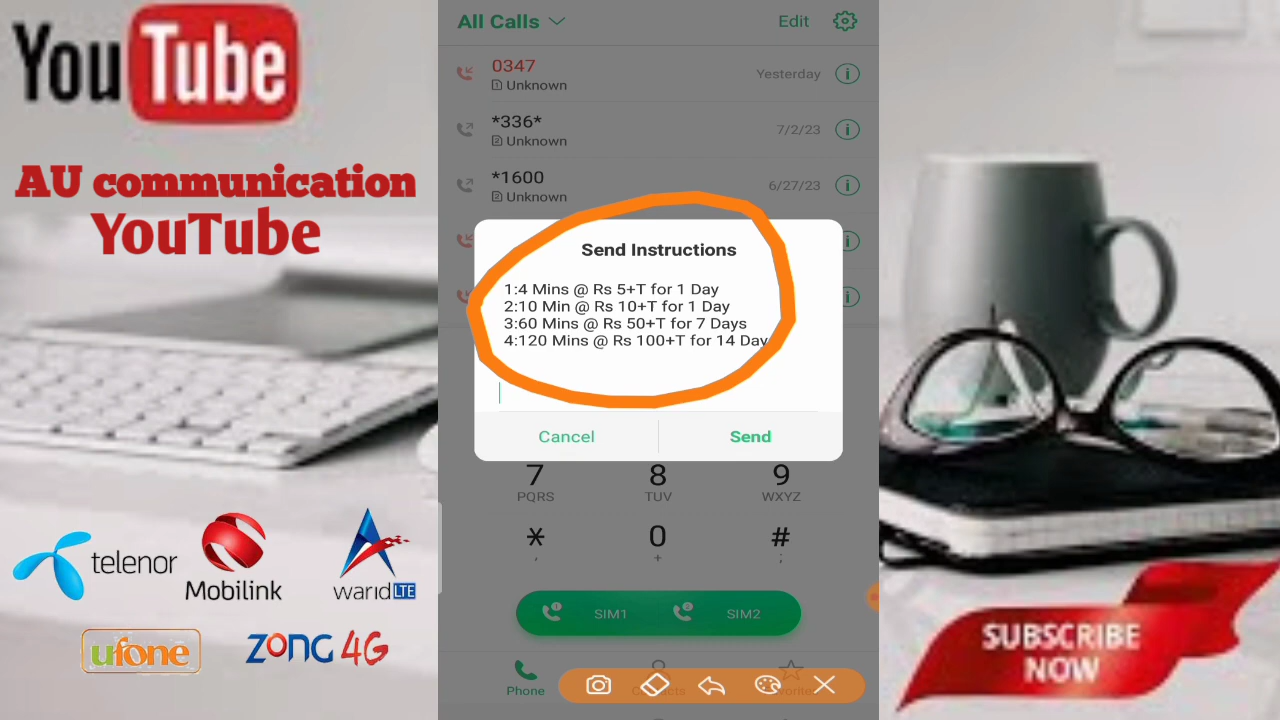 YouTube
AU communication
YouTube
telenor
Mobilink
warid LTE
ufone
ZONG 4G
All Calls
Edit
0347
Unknown
Yesterday
*336*
Unknown
7/2/23
*1600
Unknown
6/27/23
Send Instructions
1:4 Mins @ Rs 5+T for 1 Day
2:10 Min @ Rs 10+T for 1 Day
3:60 Mins @ Rs 50+T for 7 Days
4:120 Mins @ Rs 100+T for 14 Day
Cancel
Send
7
PQRS
8
TUV
9
WXYZ
*
,
0
+
#
;
1
SIM1
2
SIM2
Phone
SUBSCRIBE
NOW